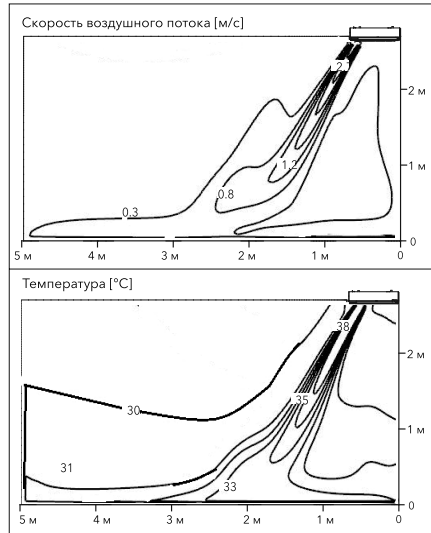 Скорость воздушного потока [м/с]
2
2 м
1,2
1 м
0.8
0.3
0
5 м 4 м 3 м 2 м 1 м 0
Температура [°C]
38
2 м
35
30
1 м
31
33
0
5 м 4 м 3 м 2 м 1 м 0